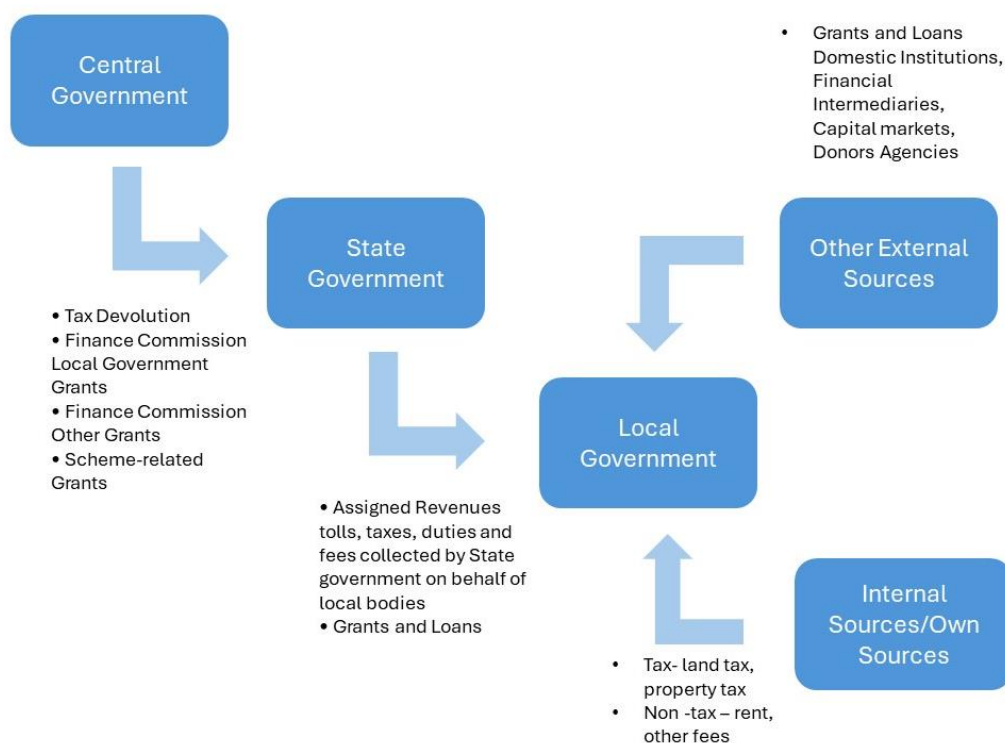 Central
Government
• Tax Devolution
• Finance Commission
Local Government
Grants
• Finance Commission
Other Grants
• Scheme-related
Grants
State
Government
• Assigned Revenues
tolls, taxes, duties and
fees collected by State
government on behalf of
local bodies
• Grants and Loans
• Grants and Loans
Domestic Institutions,
Financial
Intermediaries,
Capital markets,
Donors Agencies
Other External
Sources
Local
Government
Internal
Sources/Own
Sources
• Tax- land tax,
property tax
• Non -tax – rent,
other fees